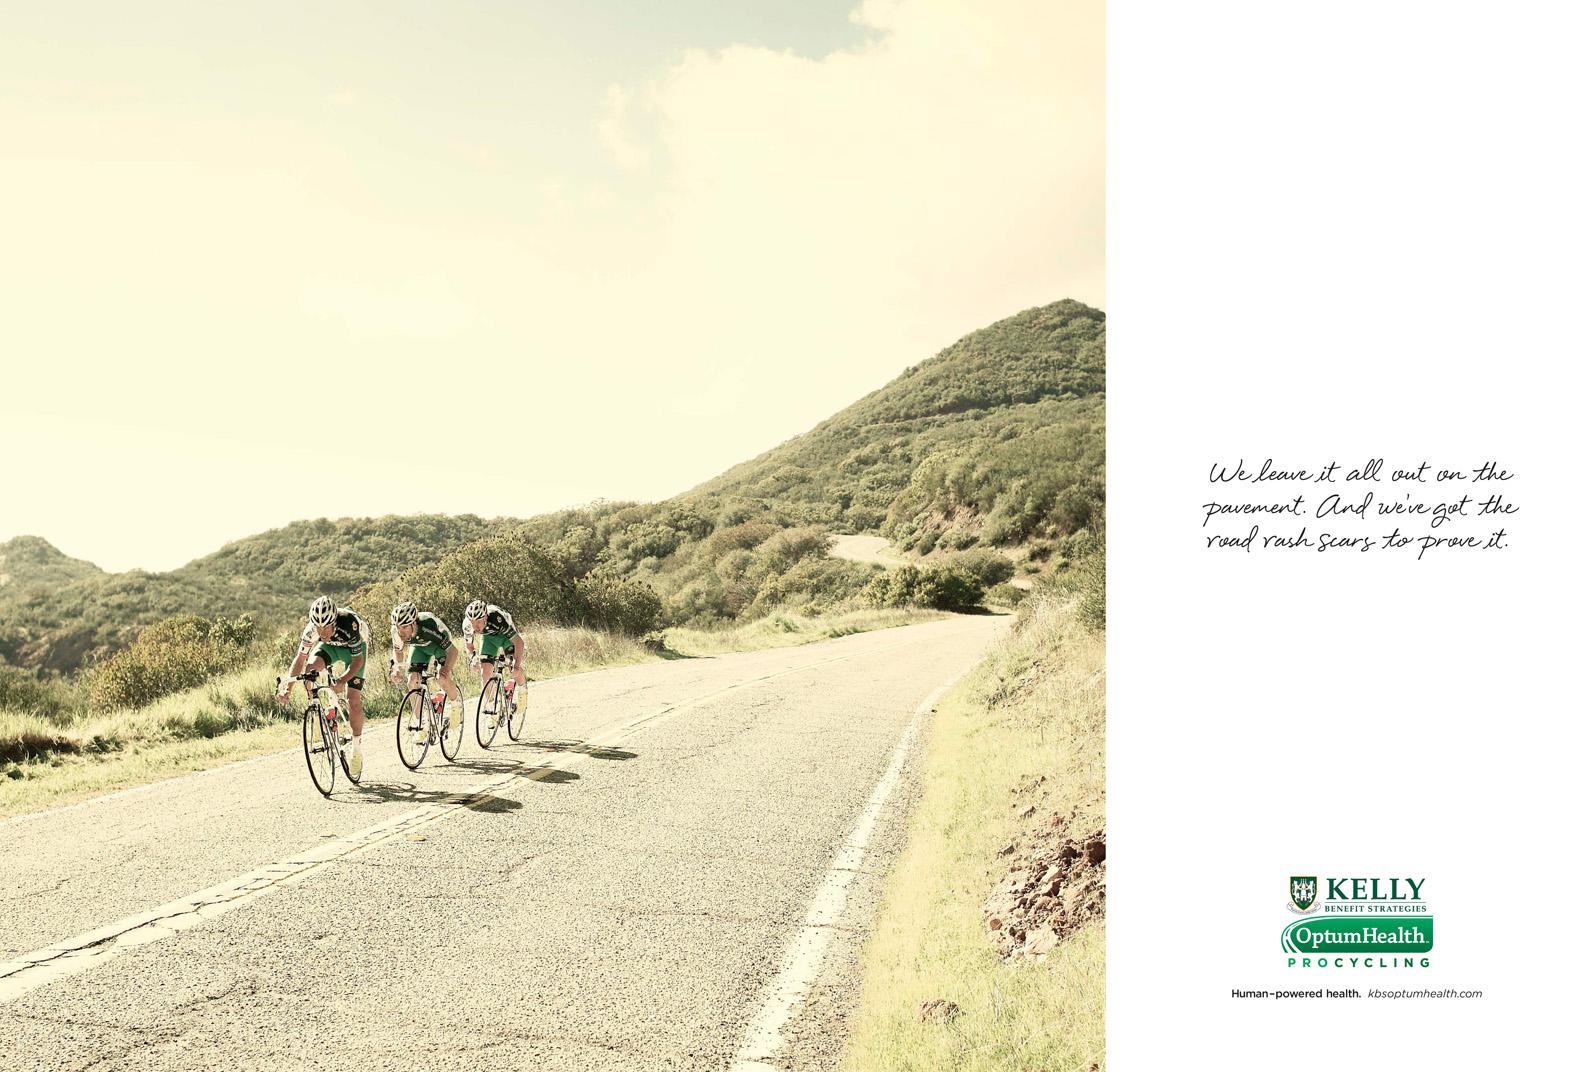 We leave it all out on the
pavement. And we've got the
road rash scars to prove it.
KELLY
BENEFIT STRATEGIES
OptumHealth
PROCYCLING
Human-powered health. kbsoptumhealth.com